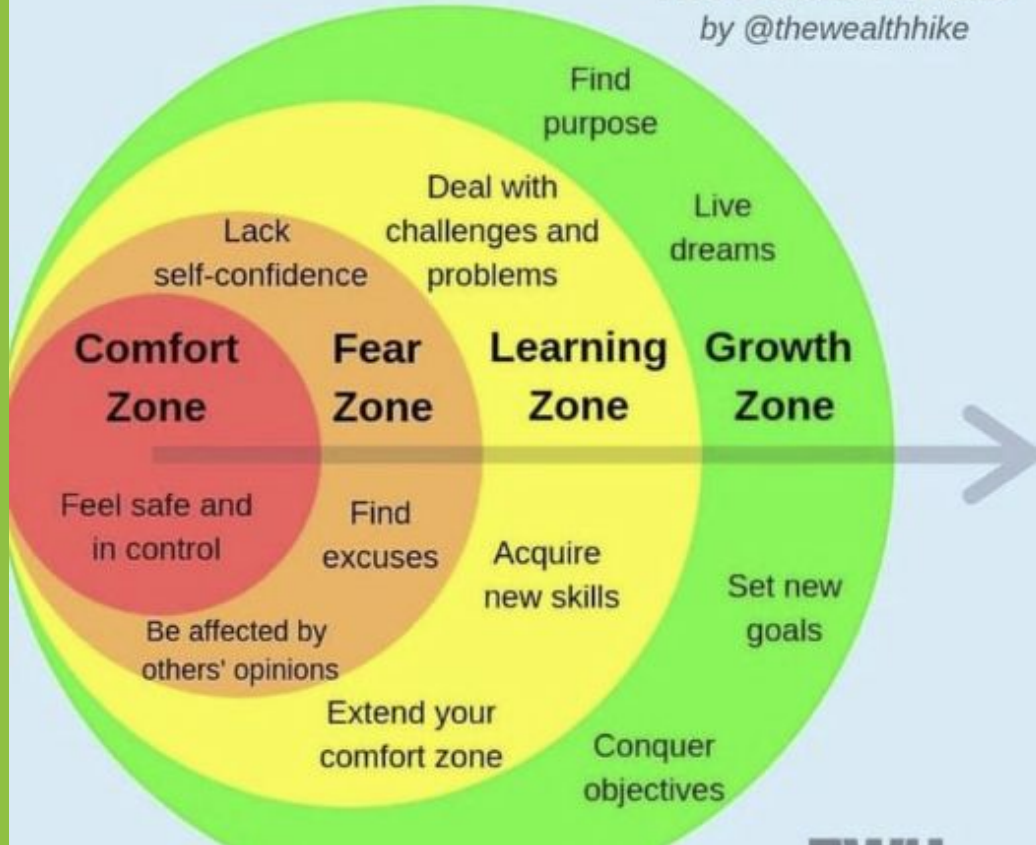 by @thewealthhike
Find
purpose
Live
dreams
Deal with
challenges and
problems
Lack
self-confidence
Comfort
Zone
Fear
Zone
Learning
Zone
Growth
Zone
Feel safe and
in control
Find
excuses
Acquire
new skills
Set new
goals
Be affected by
others' opinions
Extend your
comfort zone
Conquer
objectives